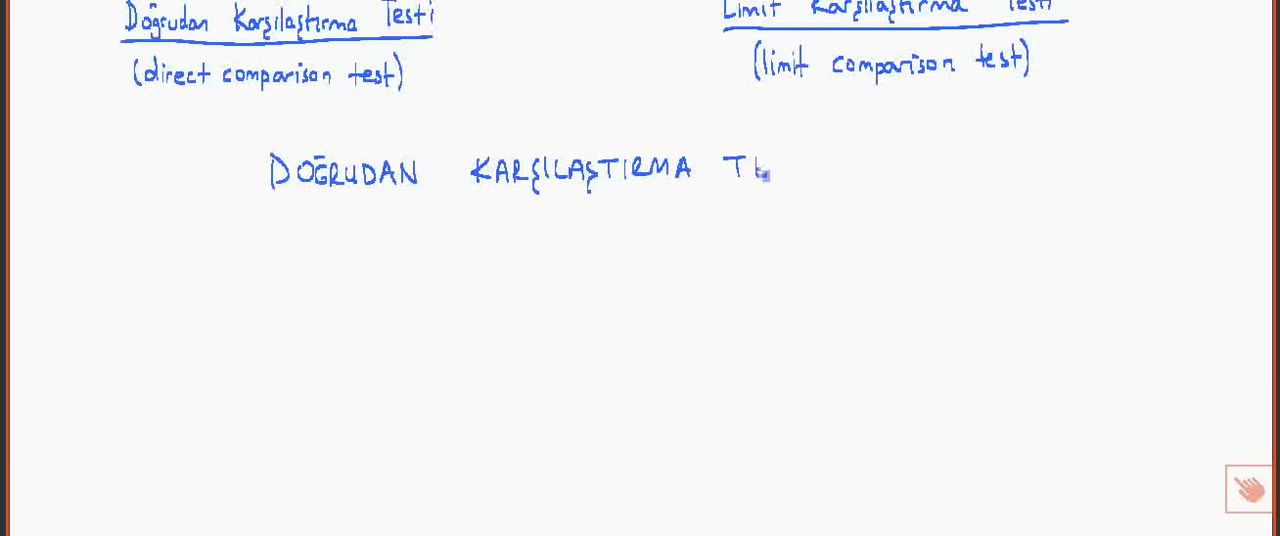 Doğrudan Karşılaştırma Testi
(direct comparison test)
Limit Karşılaştırma Testi
(limit comparison test)
DOĞRUDAN KARŞILAŞTIRMA T